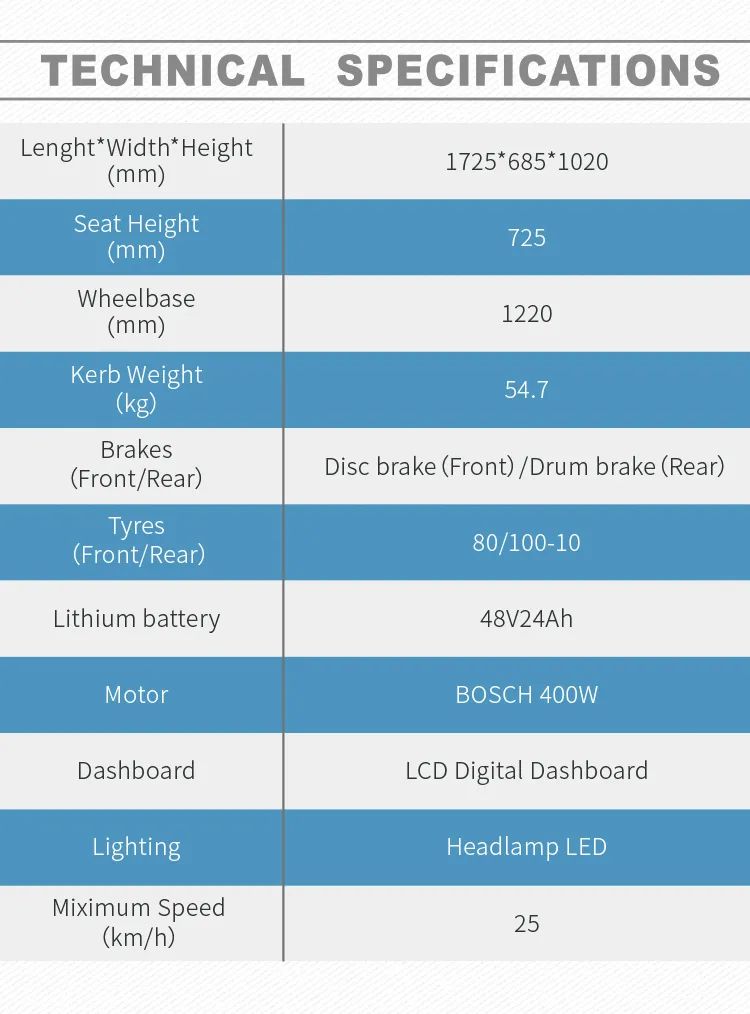 TECHNICAL SPECIFICATIONS
Lenght*Width*Height
(mm)
1725*685*1020
Seat Height
(mm)
725
Wheelbase
(mm)
1220
Kerb Weight
（kg）
54.7
Brakes
（Front/Rear）
Disc brake（Front）/Drum brake（Rear）
Tyres
（Front/Rear）
80/100-10
Lithium battery
48V24Ah
Motor
BOSCH 400W
Dashboard
LCD Digital Dashboard
Lighting
Headlamp LED
Miximum Speed
（km/h）
25